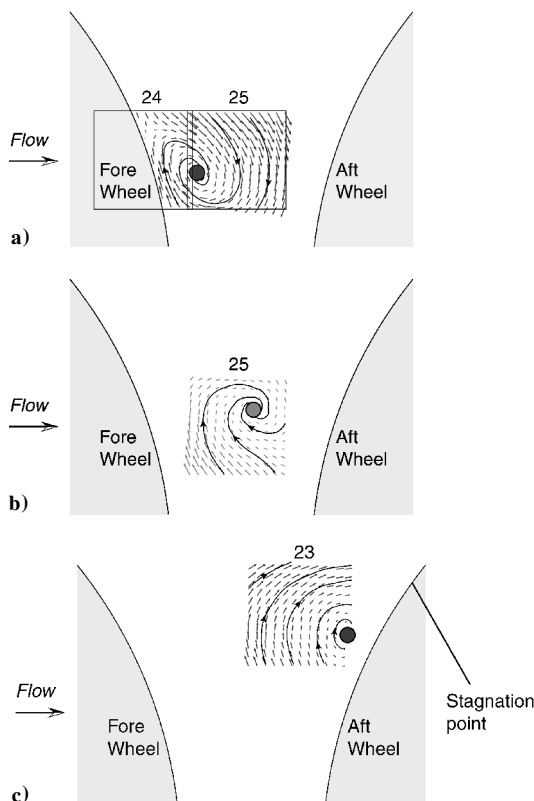 24 25
Flow
Fore
Wheel
Aft
Wheel
a)
25
Flow
Fore
Wheel
Aft
Wheel
b)
23
Flow
Fore
Wheel
Aft
Wheel
Stagnation
point
c)